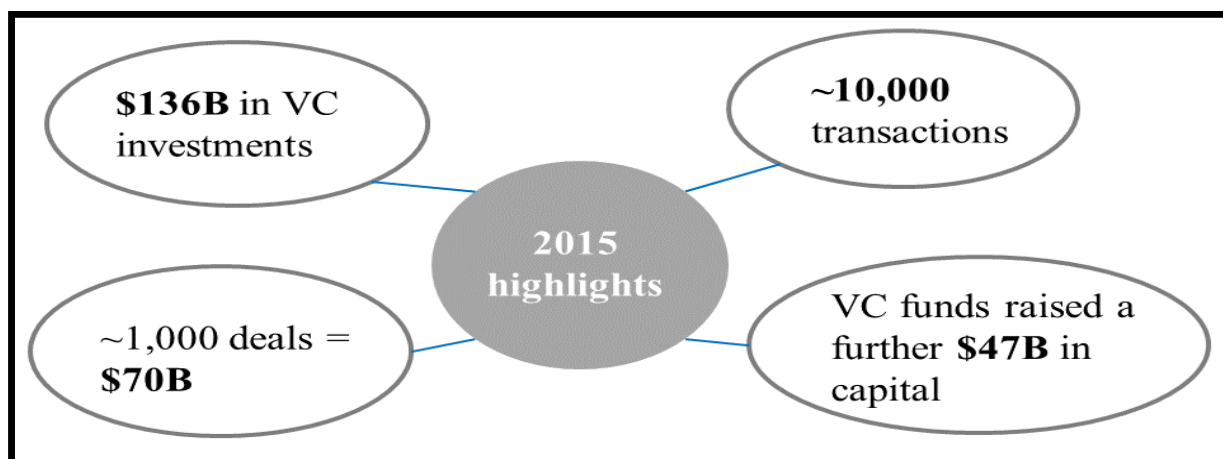 $136B in VC
investments
~10,000
transactions
2015
highlights
~1,000 deals =
$70B
VC funds raised a
further $47B in
capital